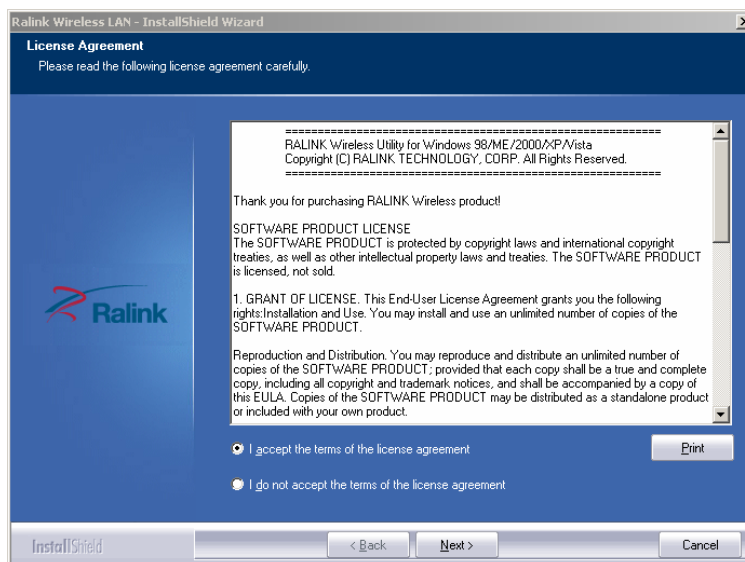 Ralink Wireless LAN - InstallShield Wizard
License Agreement
Please read the following license agreement carefully.
============================================================
RALINK Wireless Utility for Windows 98/ME/2000/XP/Vista
Copyright (C) RALINK TECHNOLOGY, CORP. All Rights Reserved.
============================================================
Thank you for purchasing RALINK Wireless product!
SOFTWARE PRODUCT LICENSE
The SOFTWARE PRODUCT is protected by copyright laws and international copyright
treaties, as well as other intellectual property laws and treaties. The SOFTWARE PRODUCT
is licensed, not sold.
1. GRANT OF LICENSE. This End-User License Agreement grants you the following
rights:Installation and Use. You may install and use an unlimited number of copies of the
SOFTWARE PRODUCT.
Reproduction and Distribution. You may reproduce and distribute an unlimited number of
copies of the SOFTWARE PRODUCT; provided that each copy shall be a true and complete
copy, including all copyright and trademark notices, and shall be accompanied by a copy of
this EULA. Copies of the SOFTWARE PRODUCT may be distributed as a standalone product
or included with your own product.
Ralink
I accept the terms of the license agreement
Print
I do not accept the terms of the license agreement
InstallShield
< Back
Next >
Cancel